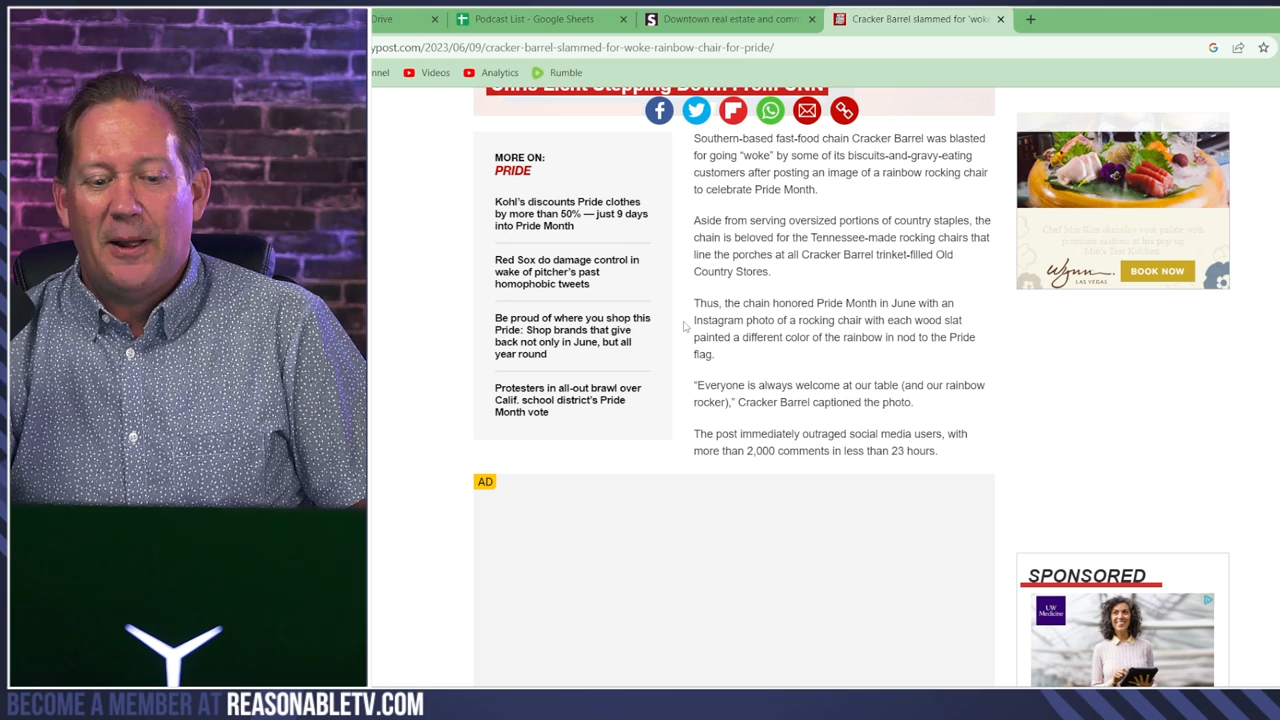 Drive
Podcast List - Google Sheets
Downtown real estate and comm
Cracker Barrel slammed for 'wok
ypost.com/2023/06/09/cracker-barrel-slammed-for-woke-rainbow-chair-for-pride/
nnel
Videos
Analytics
Rumble
Chris Licht Stepping Down From CNN
MORE ON:
PRIDE
Kohl's discounts Pride clothes
by more than 50% — just 9 days
into Pride Month
Red Sox do damage control in
wake of pitcher's past
homophobic tweets
Be proud of where you shop this
Pride: Shop brands that give
back not only in June, but all
year round
Protesters in all-out brawl over
Calif. school district's Pride
Month vote
Southern-based fast-food chain Cracker Barrel was blasted
for going “woke” by some of its biscuits-and-gravy-eating
customers after posting an image of a rainbow rocking chair
to celebrate Pride Month.
Aside from serving oversized portions of country staples, the
chain is beloved for the Tennessee-made rocking chairs that
line the porches at all Cracker Barrel trinket-filled Old
Country Stores.
Thus, the chain honored Pride Month in June with an
Instagram photo of a rocking chair with each wood slat
painted a different color of the rainbow in nod to the Pride
flag.
“Everyone is always welcome at our table (and our rainbow
rocker),” Cracker Barrel captioned the photo.
The post immediately outraged social media users, with
more than 2,000 comments in less than 23 hours.
AD
Wynn
LAS VEGAS
BOOK NOW
SPONSORED
UW
Medicine
BECOME A MEMBER AT REASONABLETV.COM